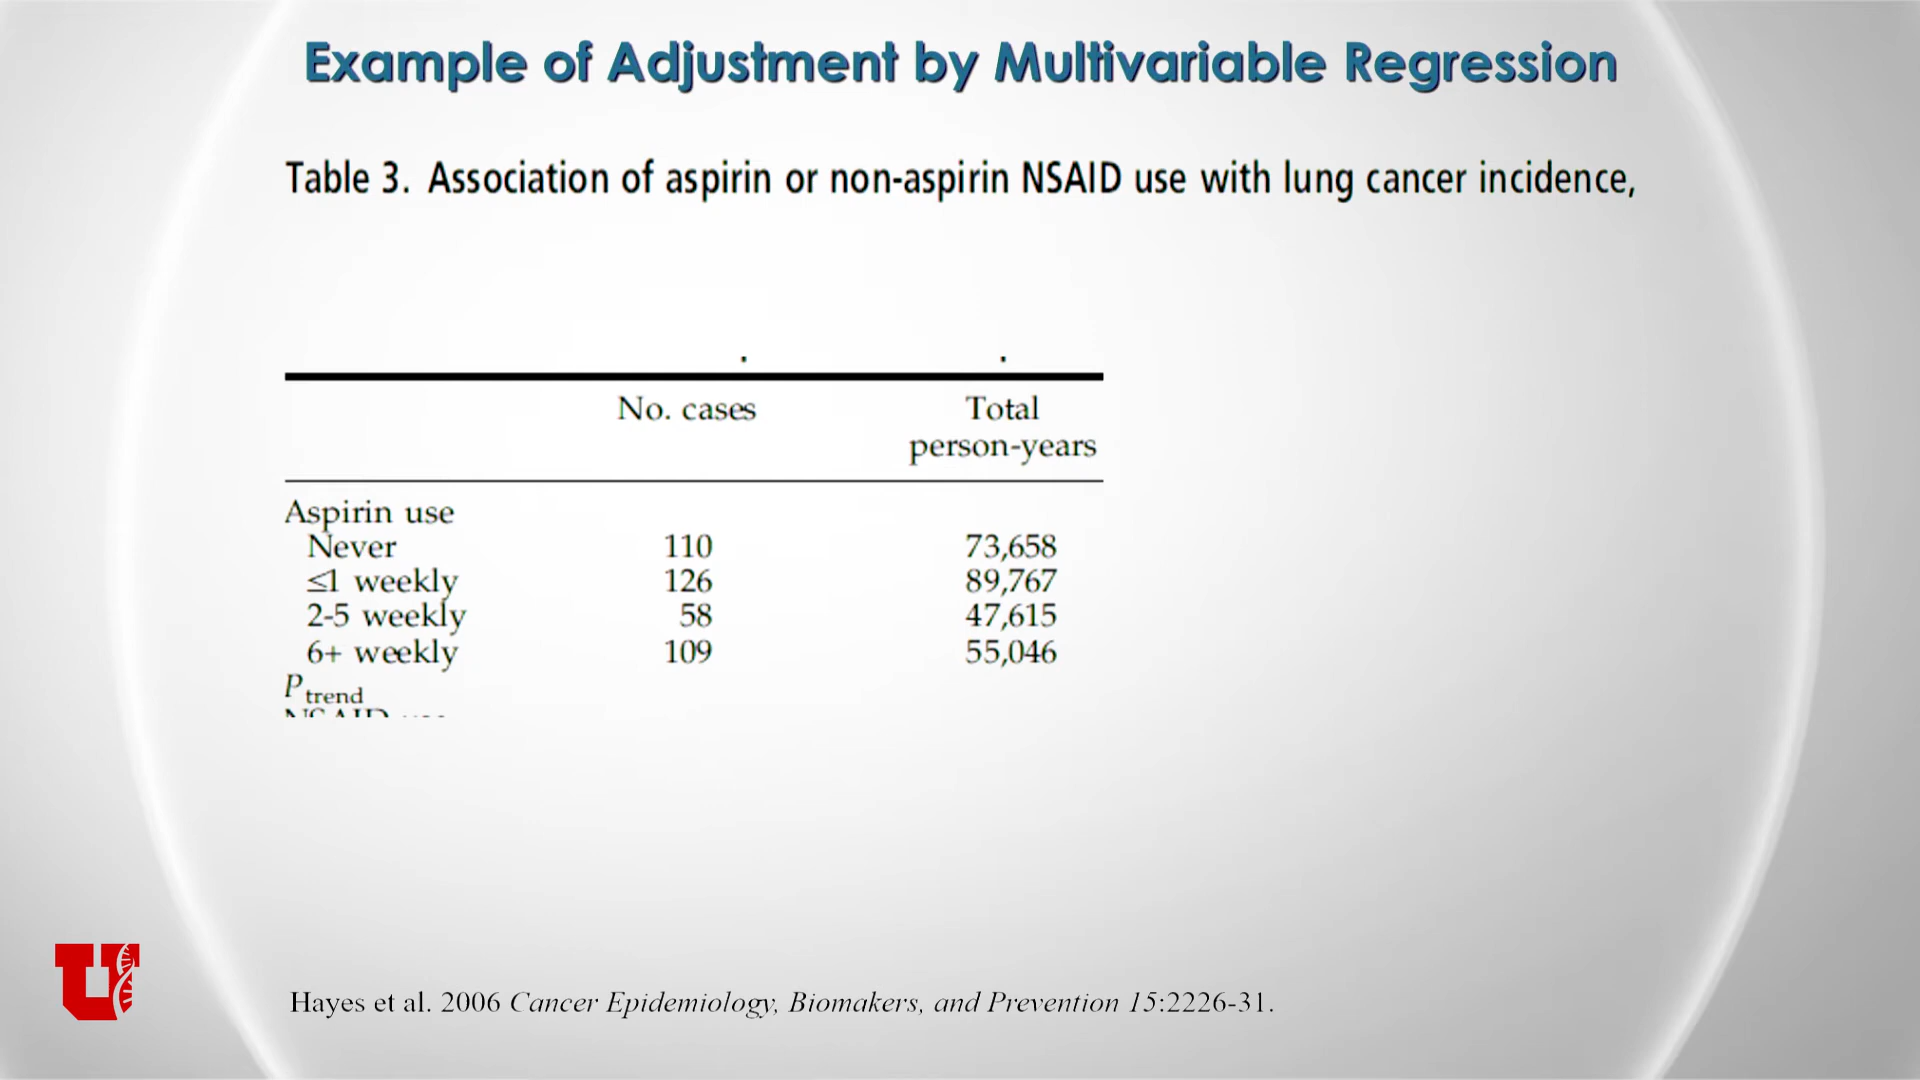 Example of Adjustment by Multivariable Regression
Table 3. Association of aspirin or non-aspirin NSAID use with lung cancer incidence,
No. cases Total
person-years
Aspirin use
Never 110 73,658
≤1 weekly 126 89,767
2-5 weekly 58 47,615
6+ weekly 109 55,046
P trend
U
Hayes et al. 2006 Cancer Epidemiology, Biomakers, and Prevention 15:2226-31.